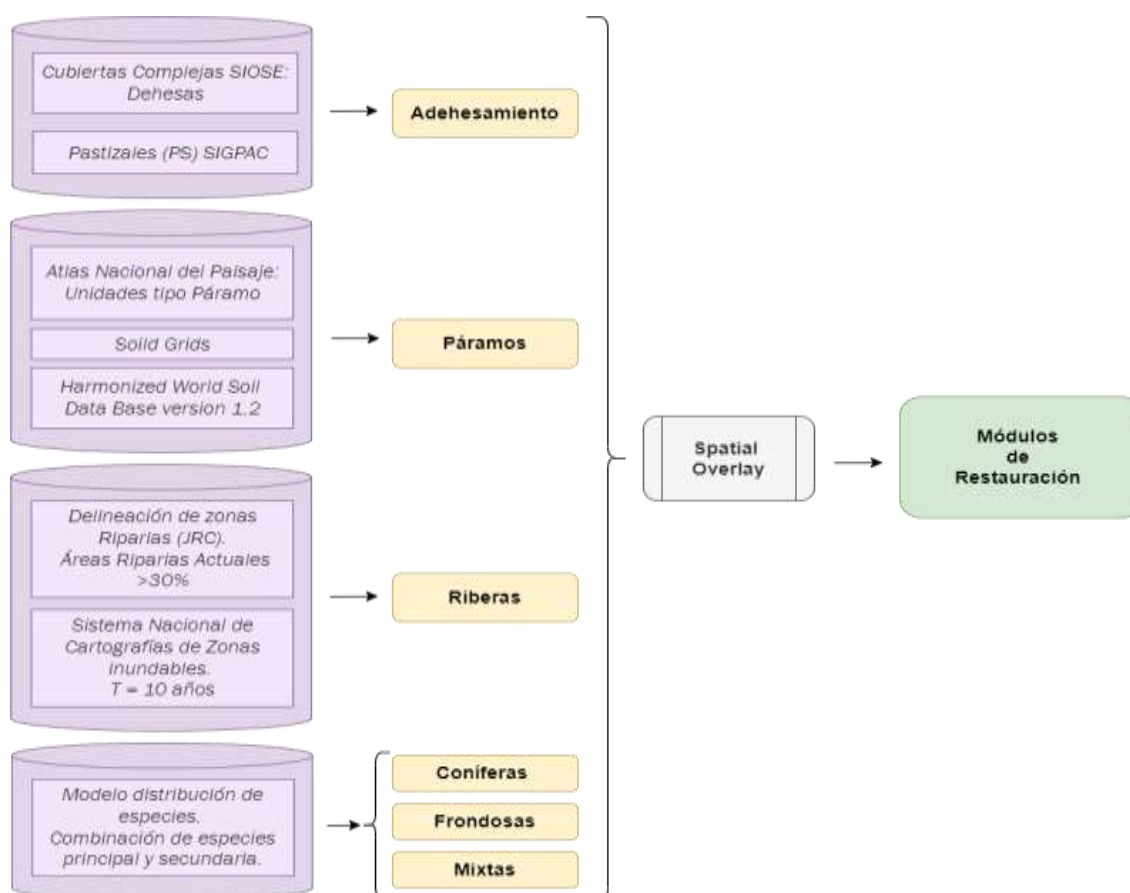 Cubiertas Complejas SIOSE:
Dehesas
Pastizales (PS) SIGPAC
Adehesamiento
Atlas Nacional del Paisaje:
Unidades tipo Páramo
Solid Grids
Harmonized World Soil
Data Base version 1.2
Páramos
Delineación de zonas
Riparias (JRC).
Áreas Riparias Actuales
>30%
Sistema Nacional de
Cartografías de Zonas
inundables.
T = 10 años
Riberas
Modelo distribución de
especies.
Combinación de especies
principal y secundaria.
Coníferas
Frondosas
Mixtas
Spatial
Overlay
Módulos
de
Restauración